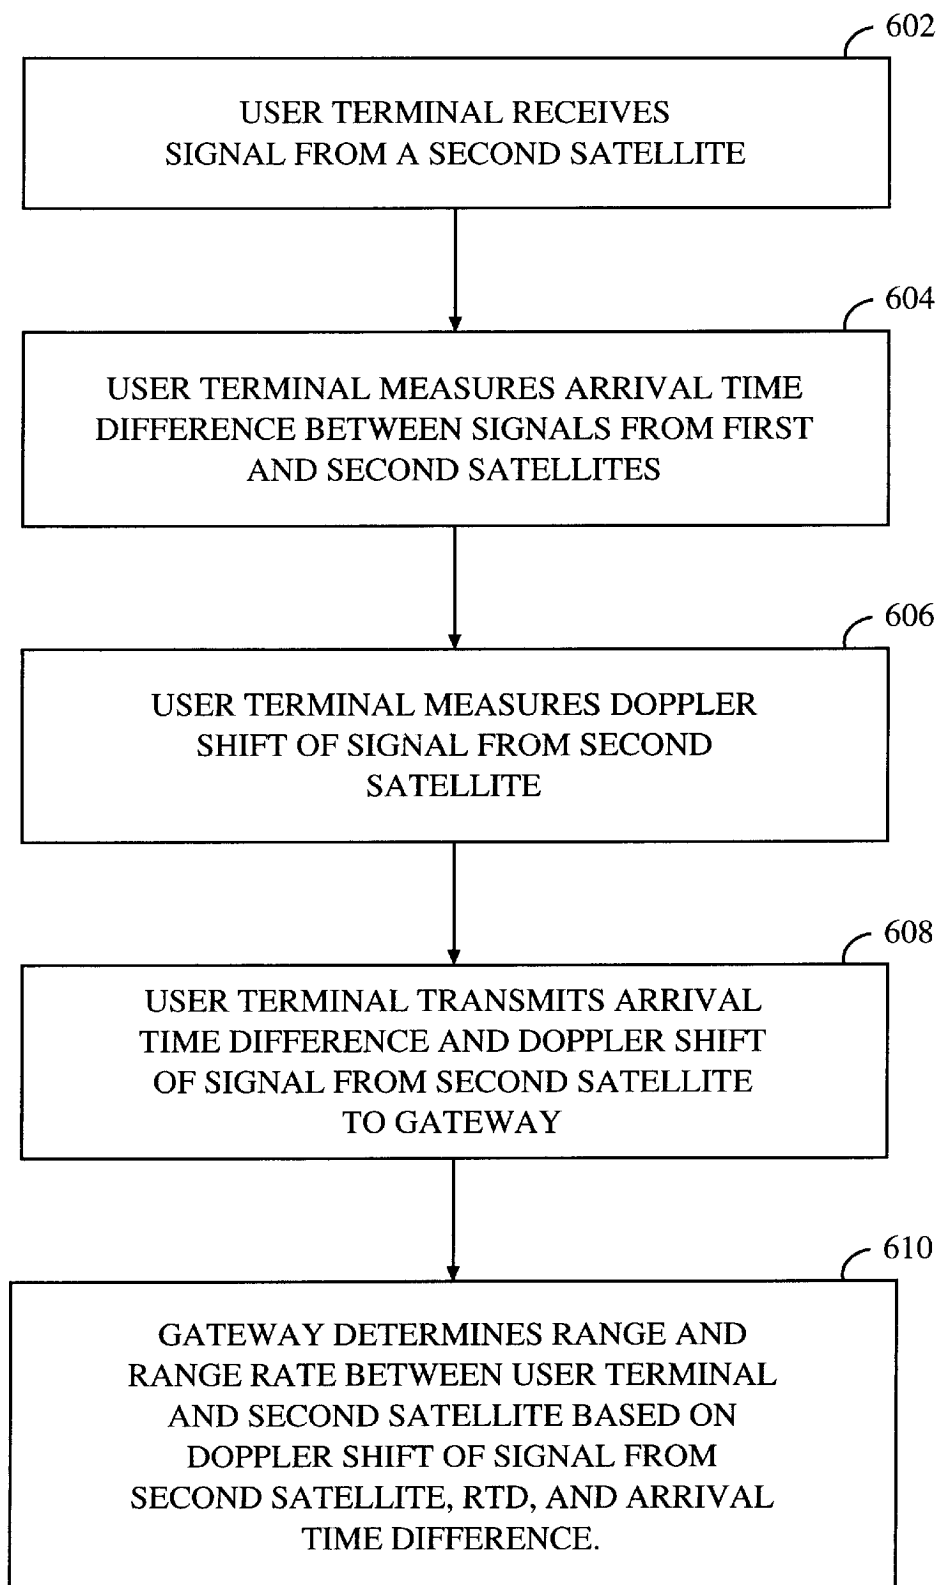 602
USER TERMINAL RECEIVES
SIGNAL FROM A SECOND SATELLITE
604
USER TERMINAL MEASURES ARRIVAL TIME
DIFFERENCE BETWEEN SIGNALS FROM FIRST
AND SECOND SATELLITES
606
USER TERMINAL MEASURES DOPPLER
SHIFT OF SIGNAL FROM SECOND
SATELLITE
608
USER TERMINAL TRANSMITS ARRIVAL
TIME DIFFERENCE AND DOPPLER SHIFT
OF SIGNAL FROM SECOND SATELLITE
TO GATEWAY
610
GATEWAY DETERMINES RANGE AND
RANGE RATE BETWEEN USER TERMINAL
AND SECOND SATELLITE BASED ON
DOPPLER SHIFT OF SIGNAL FROM
SECOND SATELLITE, RTD, AND ARRIVAL
TIME DIFFERENCE.